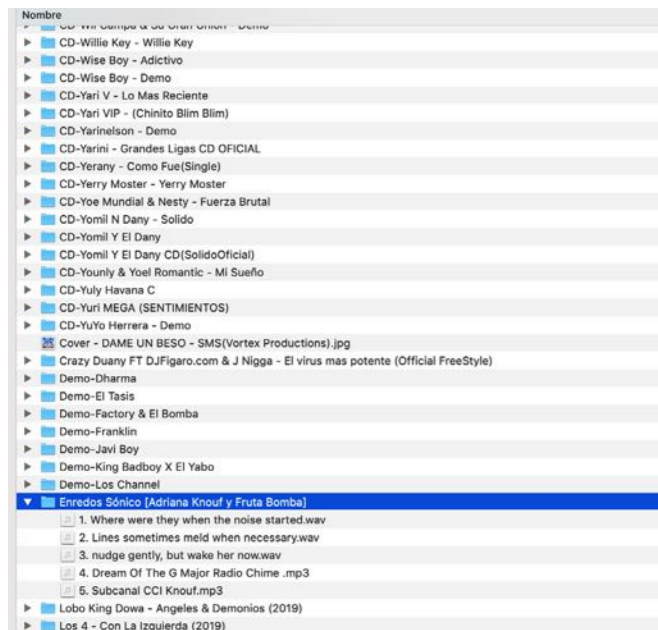 Nombre
CD-Wil Campa & Su Gran Union - Demo
CD-Willie Key - Willie Key
CD-Wise Boy - Adictivo
CD-Wise Boy - Demo
CD-Yari V - Lo Mas Reciente
CD-Yari VIP - (Chinito Blim Blim)
CD-Yarinelson - Demo
CD-Yarini - Grandes Ligas CD OFICIAL
CD-Yerany - Como Fue(Single)
CD-Yerry Moster - Yerry Moster
CD-Yoe Mundial & Nesty - Fuerza Brutal
CD-Yomil N Dany - Solido
CD-Yomil Y El Dany
CD-Yomil Y El Dany CD(SolidoOficial)
CD-Younly & Yoel Romantic - Mi Sueño
CD-Yuly Havana C
CD-Yuri MEGA (SENTIMIENTOS)
CD-YuYo Herrera - Demo
Cover - DAME UN BESO - SMS(Vortex Productions).jpg
Crazy Duany FT DJFigaro.com & J Nigga - El virus mas potente (Official FreeStyle)
Demo-Dharma
Demo-El Tasis
Demo-Factory & El Bomba
Demo-Franklin
Demo-Javi Boy
Demo-King Badboy X El Yabo
Demo-Los Channel
Enredos Sónico [Adriana Knouf y Fruta Bomba]
1. Where were they when the noise started.wav
2. Lines sometimes meld when necessary.wav
3. nudge gently, but wake her now.wav
4. Dream Of The G Major Radio Chime .mp3
5. Subcanal CCI Knouf.mp3
Lobo King Dowa - Angeles & Demonios (2019)
Los 4 - Con La Izquierda (2019)